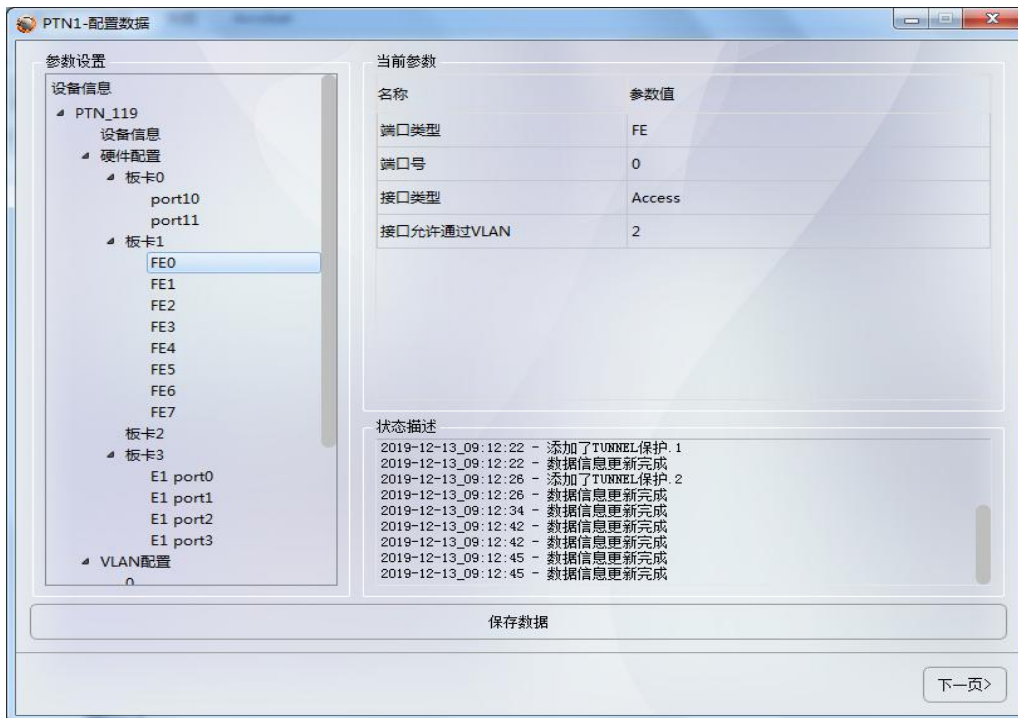 PTN1-配置数据
参数设置
设备信息
PTN_119
设备信息
硬件配置
板卡0
port10
port11
板卡1
FE0
FE1
FE2
FE3
FE4
FE5
FE6
FE7
板卡2
板卡3
E1 port0
E1 port1
E1 port2
E1 port3
VLAN配置
0
当前参数
名称 参数值
端口类型 FE
端口号 0
接口类型 Access
接口允许通过VLAN 2
状态描述
2019-12-13_09:12:22 - 添加了TUNNEL保护.1
2019-12-13_09:12:22 - 数据信息更新完成
2019-12-13_09:12:26 - 添加了TUNNEL保护.2
2019-12-13_09:12:26 - 数据信息更新完成
2019-12-13_09:12:34 - 数据信息更新完成
2019-12-13_09:12:42 - 数据信息更新完成
2019-12-13_09:12:42 - 数据信息更新完成
2019-12-13_09:12:45 - 数据信息更新完成
2019-12-13_09:12:45 - 数据信息更新完成
保存数据
下一页>